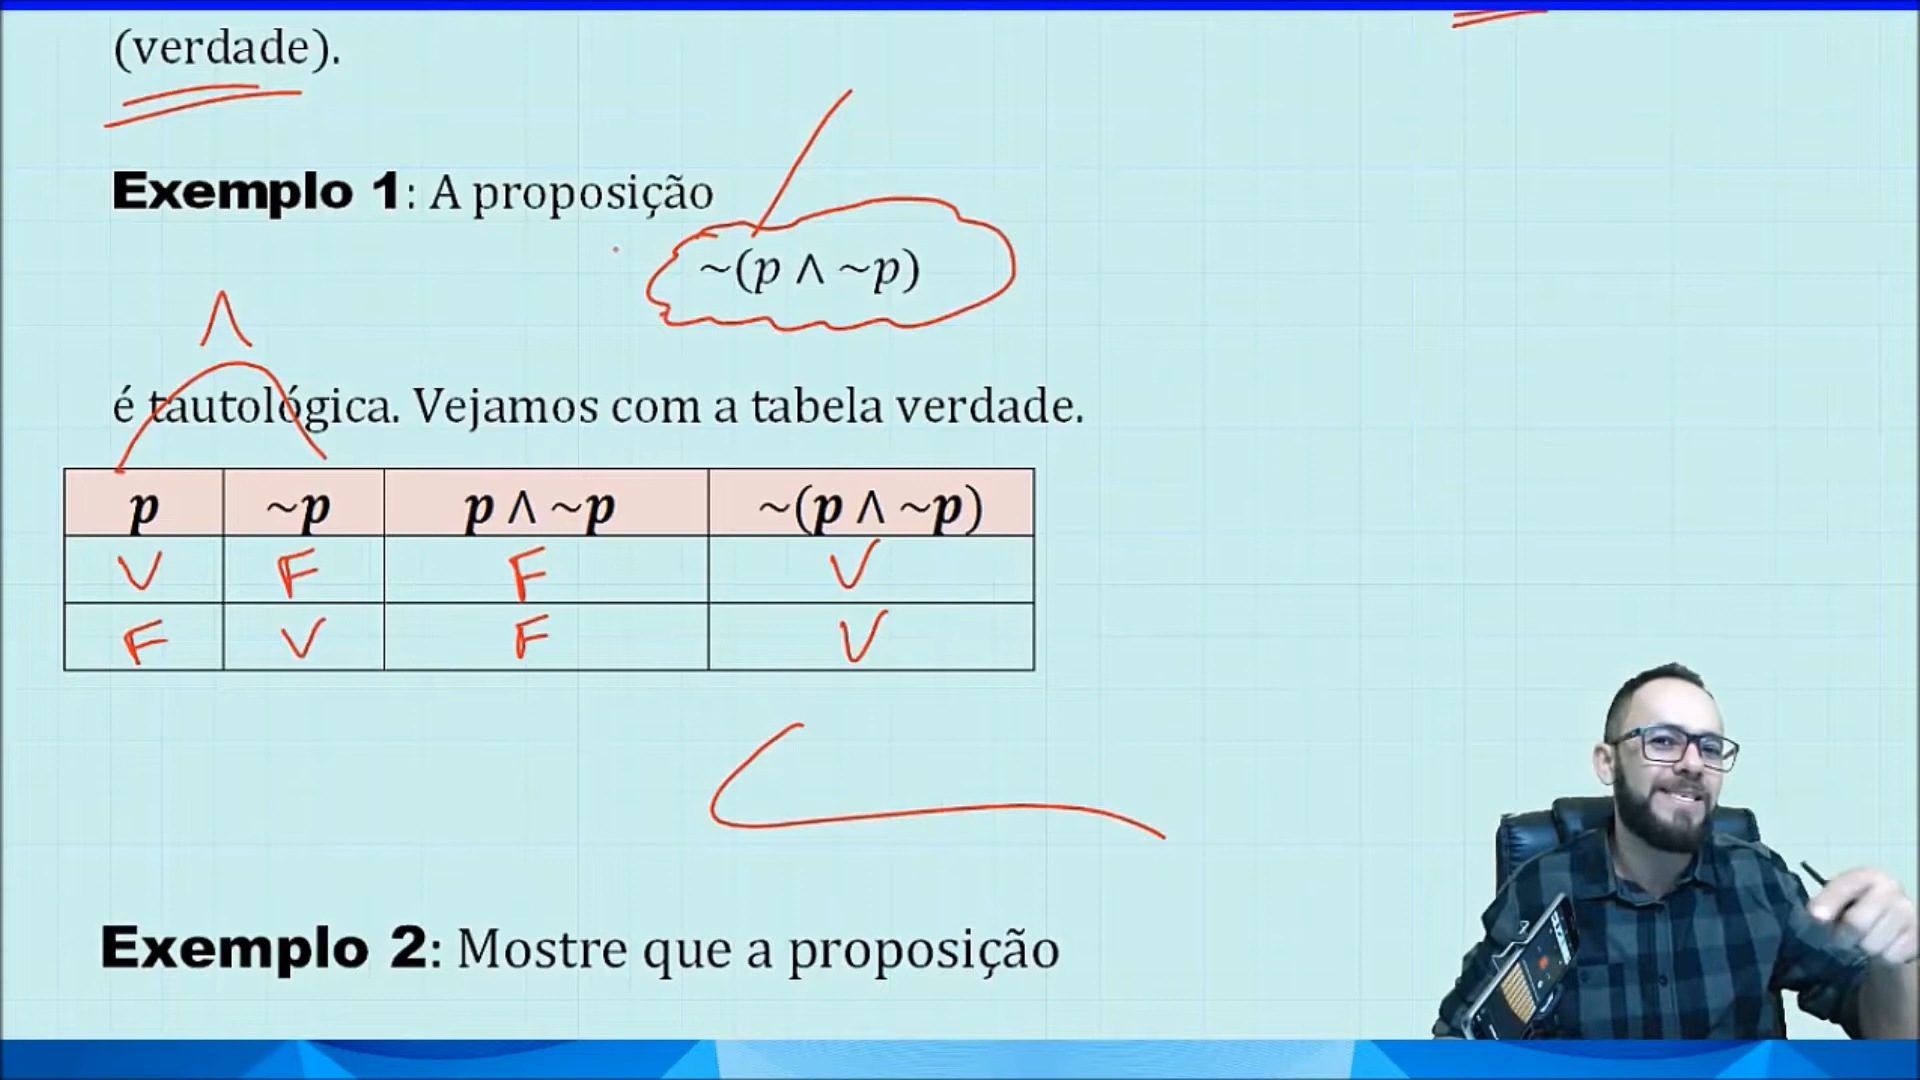 (verdade).
Exemplo 1: A proposição
~(p ∧ ~p)
∧
é tautológica. Vejamos com a tabela verdade.
p ~p p ∧ ~p ~(p ∧ ~p)
V F F V
F V F V
Exemplo 2: Mostre que a proposição